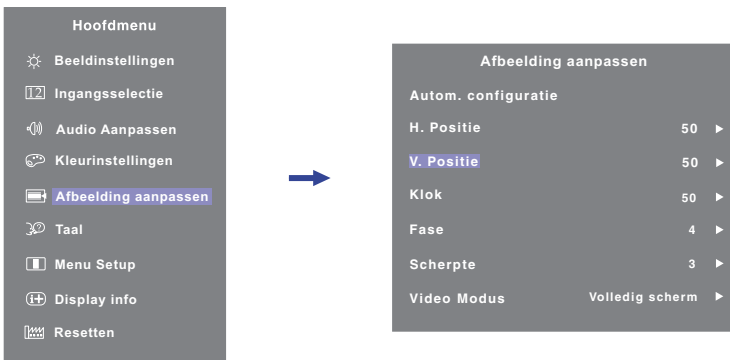 Hoofdmenu
Beeldinstellingen
12 Ingangsselectie
Audio Aanpassen
Kleurinstellingen
Afbeelding aanpassen
? Taal
Menu Setup
i+ Display info
Resetten
Afbeelding aanpassen
Autom. configuratie
H. Positie 50
V. Positie 50
Klok 50
Fase 4
Scherpte 3
Video Modus Volledig scherm